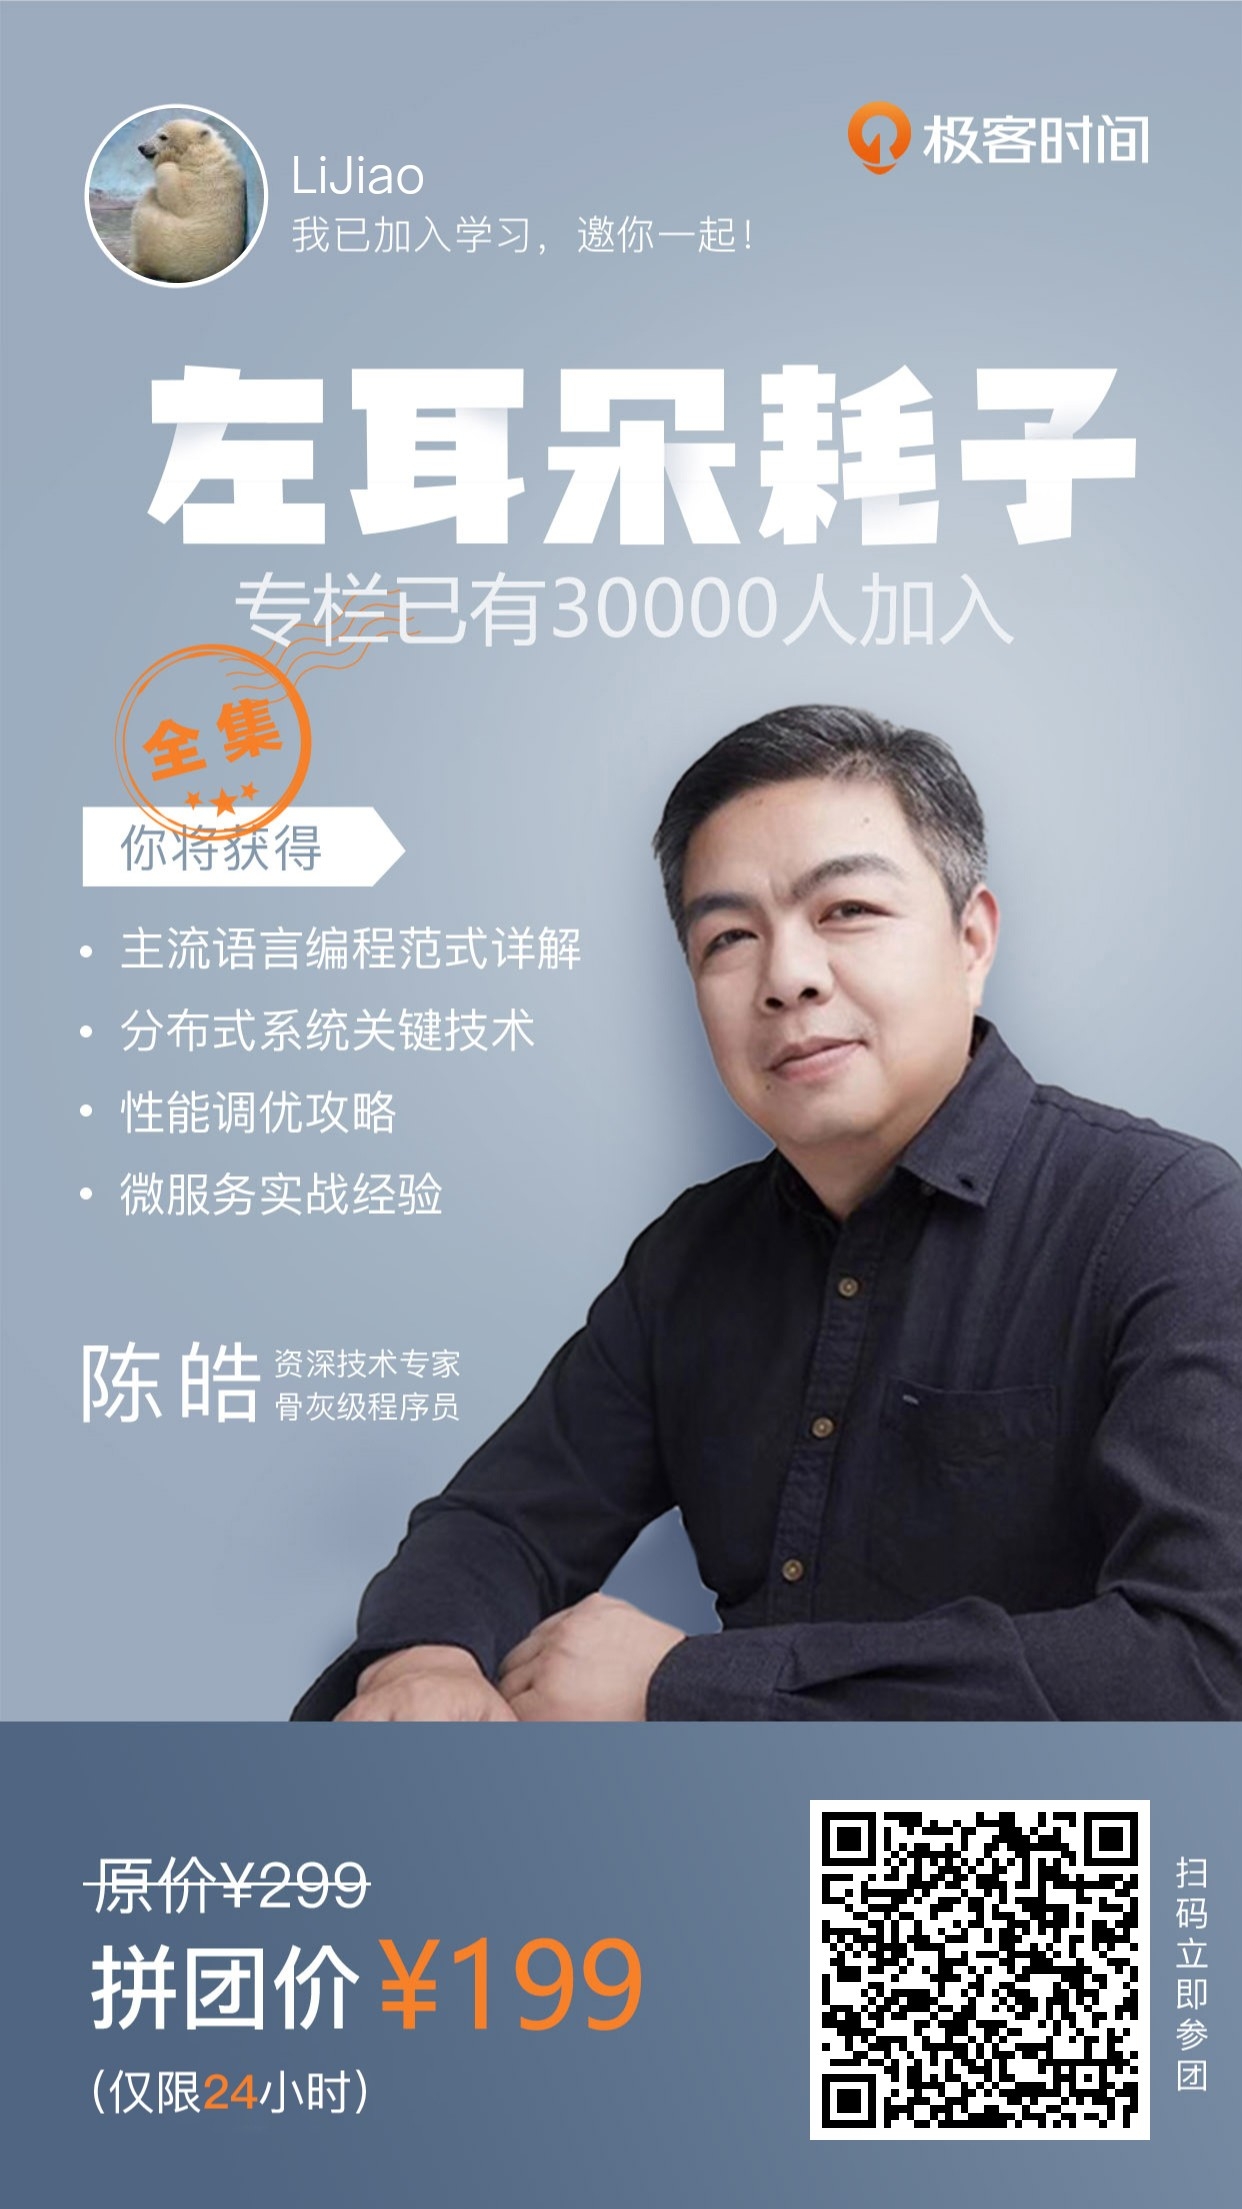 LiJiao
我已加入学习，邀你一起！
极客时间
左耳朵耗子
专栏已有30000人加入
全集
你将获得
• 主流语言编程范式详解
• 分布式系统关键技术
• 性能调优攻略
• 微服务实战经验
陈皓
资深技术专家
骨灰级程序员
原价¥299
拼团价¥199
(仅限24小时)
扫码立即参团